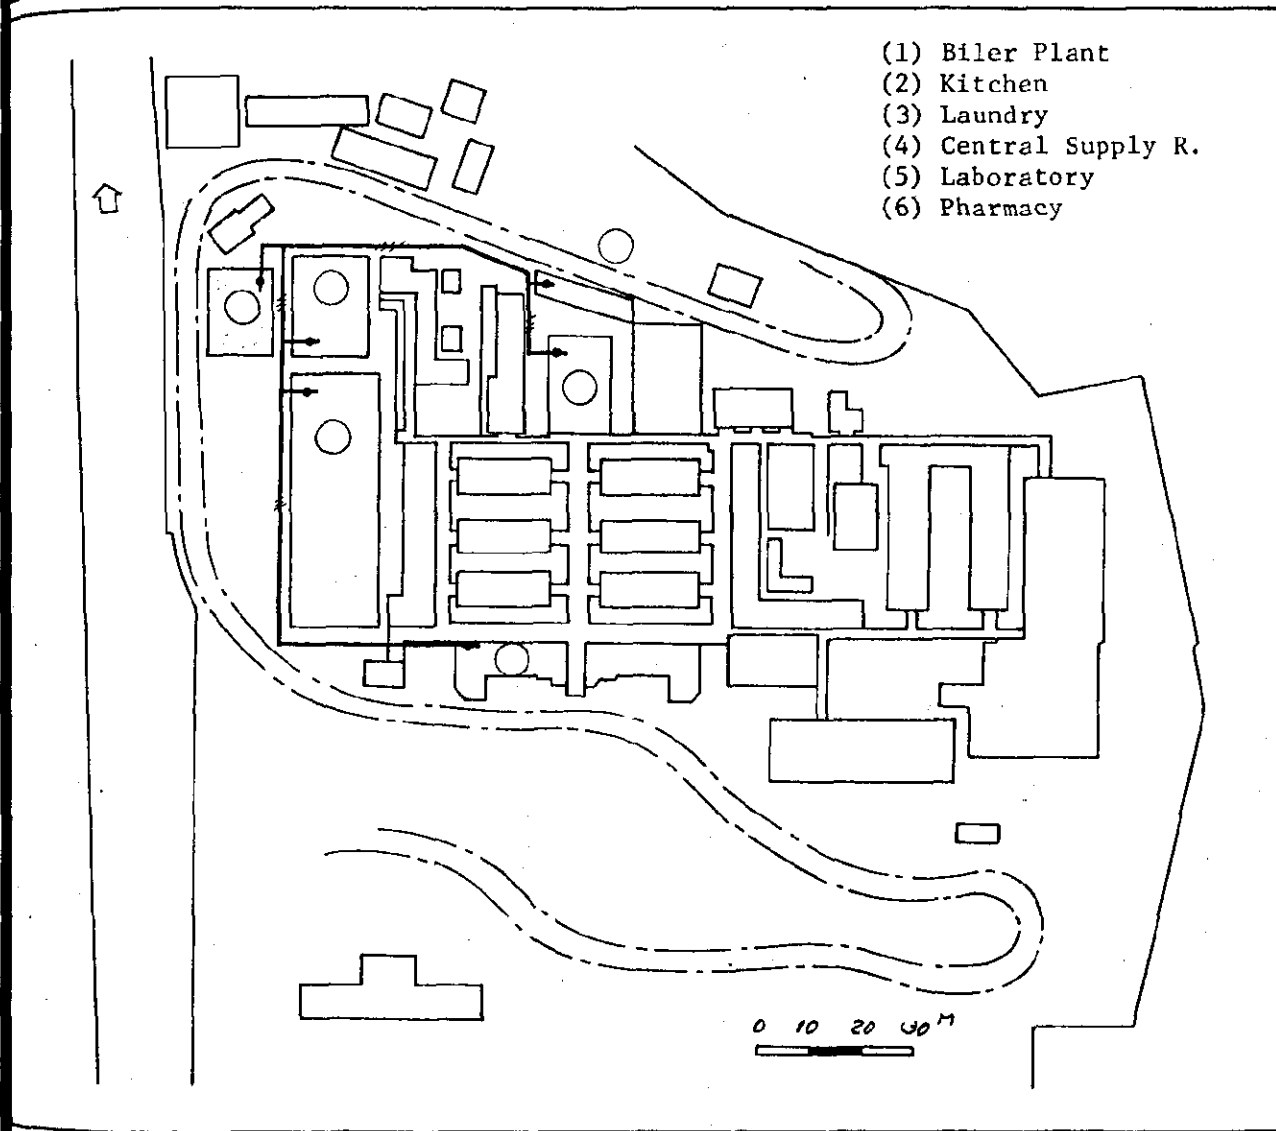 (1) Biler Plant
(2) Kitchen
(3) Laundry
(4) Central Supply R.
(5) Laboratory
(6) Pharmacy
0 10 20 30 M